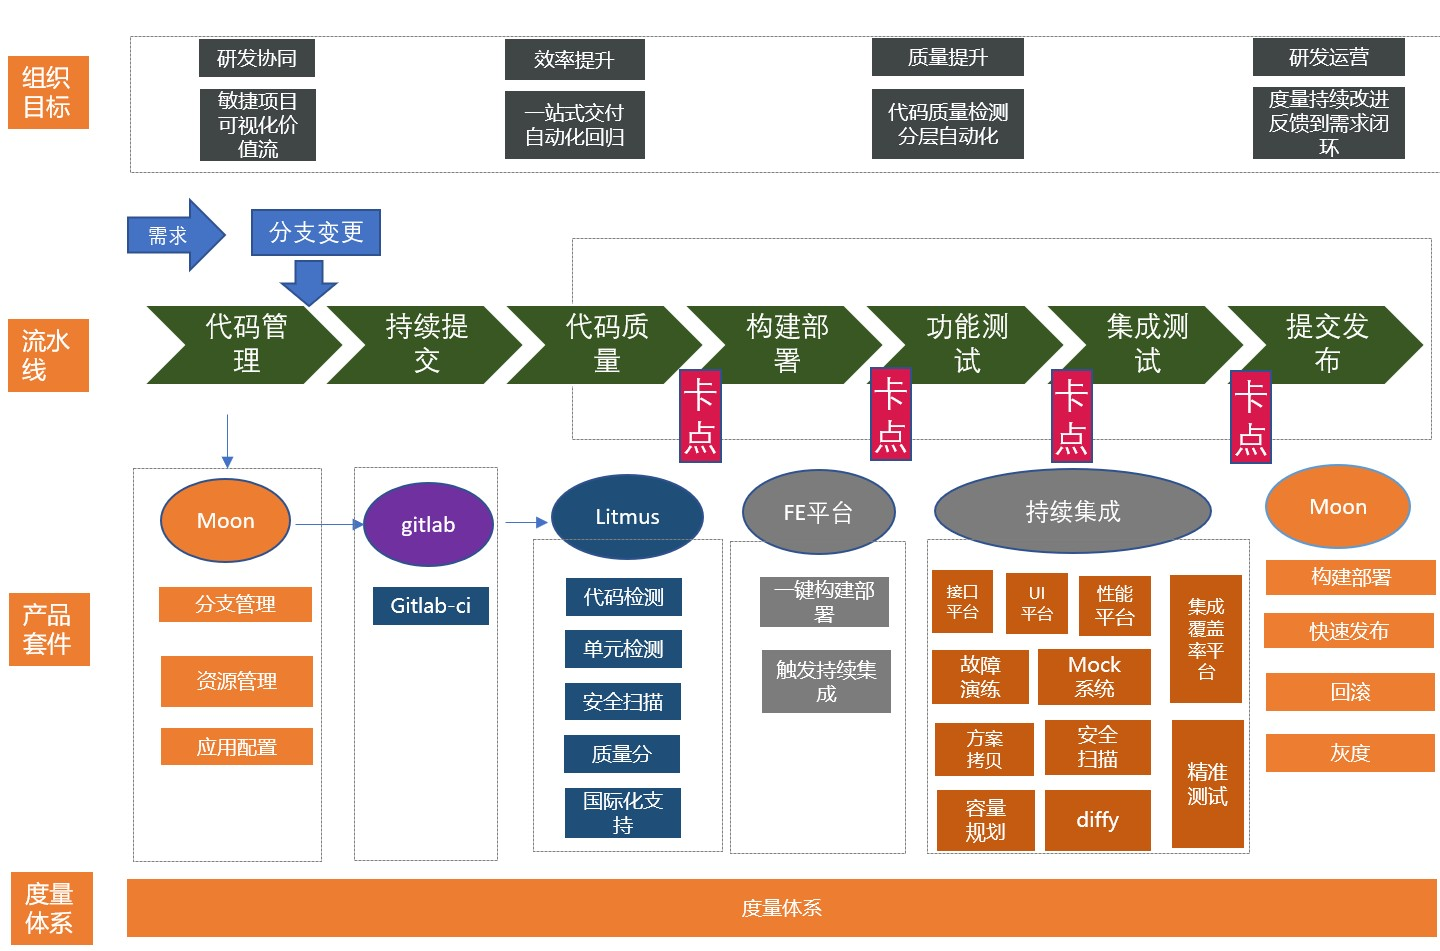 组织
目标
研发协同
敏捷项目
可视化价
值流
效率提升
一站式交付
自动化回归
质量提升
代码质量检测
分层自动化
研发运营
度量持续改进
反馈到需求闭
环
需求
分支变更
流水
线
代码管
理
持续提
交
代码质
量
构建部
署
功能测
试
集成测
试
提交发
布
卡
点
卡
点
卡
点
卡
点
产品
套件
Moon
分支管理
资源管理
应用配置
gitlab
Gitlab-ci
Litmus
代码检测
单元检测
安全扫描
质量分
国际化支
持
FE平台
一键构建部
署
触发持续集
成
持续集成
接口
平台
UI
平台
性能
平台
集成
覆盖
率平
台
故障
演练
Mock
系统
方案
拷贝
安全
扫描
精准
测试
容量
规划
diffy
Moon
构建部署
快速发布
回滚
灰度
度量
体系
度量体系